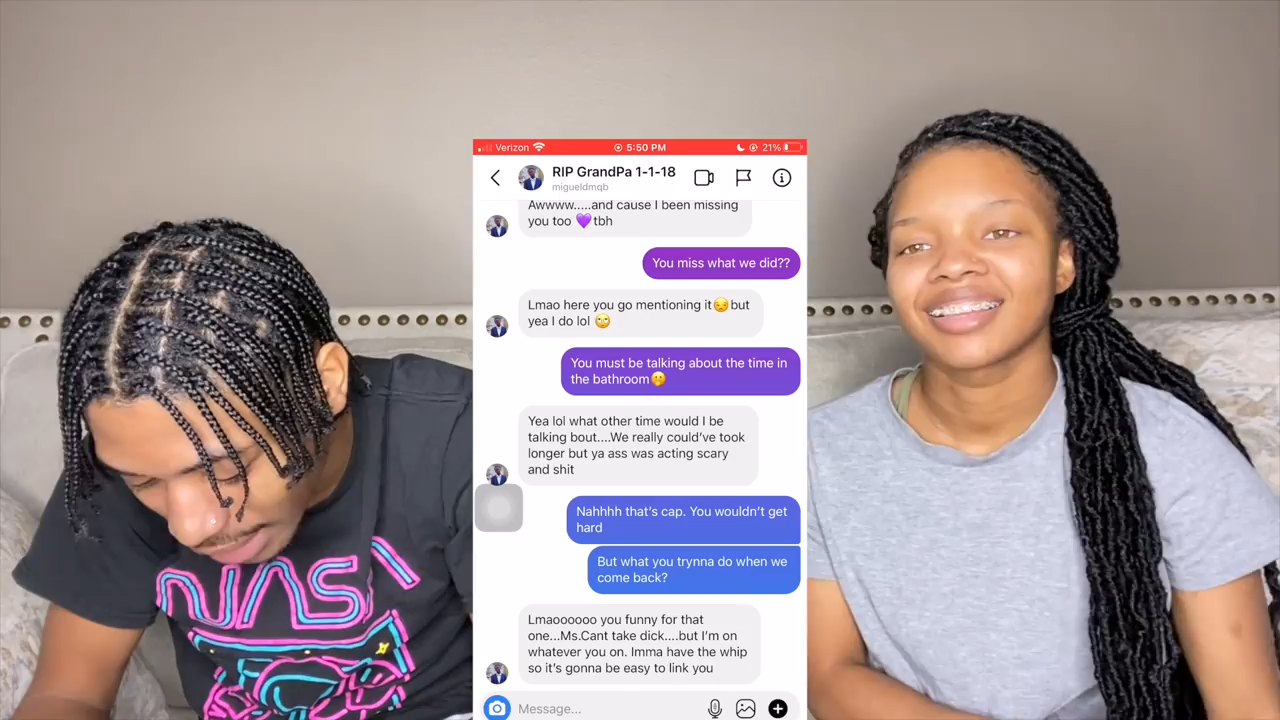 Verizon 5:50 PM 21%
RIP GrandPa 1-1-18
migueldmqb
Awwww.....and cause I been missing
you too 💜 tbh
You miss what we did??
Lmao here you go mentioning it😏but
yea I do lol 🙄
You must be talking about the time in
the bathroom🤫
Yea lol what other time would I be
talking bout....We really could've took
longer but ya ass was acting scary
and shit
Nahhhh that's cap. You wouldn't get
hard
But what you trynna do when we
come back?
Lmaoooooo you funny for that
one...Ms.Cant take dick....but I'm on
whatever you on. Imma have the whip
so it's gonna be easy to link you
Message...
NAS